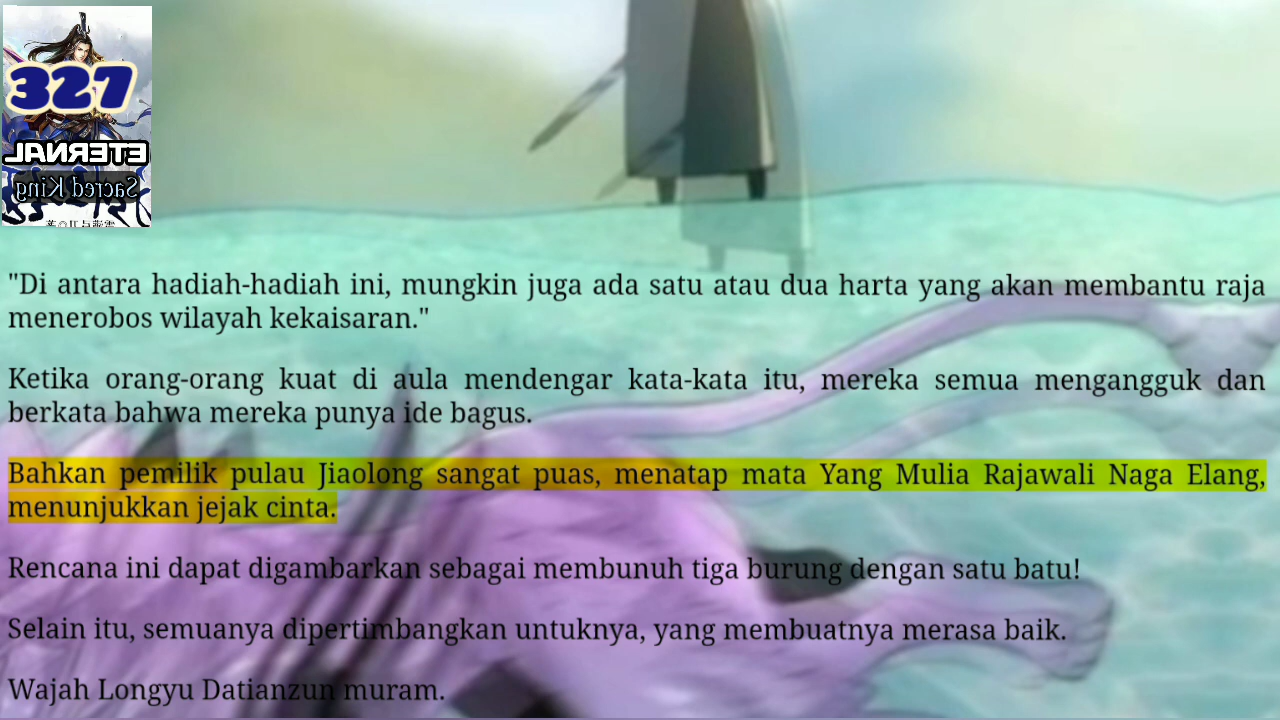 327
ETERNAL
Sacred King
"Di antara hadiah-hadiah ini, mungkin juga ada satu atau dua harta yang akan membantu raja
menerobos wilayah kekaisaran."
Ketika orang-orang kuat di aula mendengar kata-kata itu, mereka semua mengangguk dan
berkata bahwa mereka punya ide bagus.
Bahkan pemilik pulau Jiaolong sangat puas, menatap mata Yang Mulia Rajawali Naga Elang,
menunjukkan jejak cinta.
Rencana ini dapat digambarkan sebagai membunuh tiga burung dengan satu batu!
Selain itu, semuanya dipertimbangkan untuknya, yang membuatnya merasa baik.
Wajah Longyu Datianzun muram.